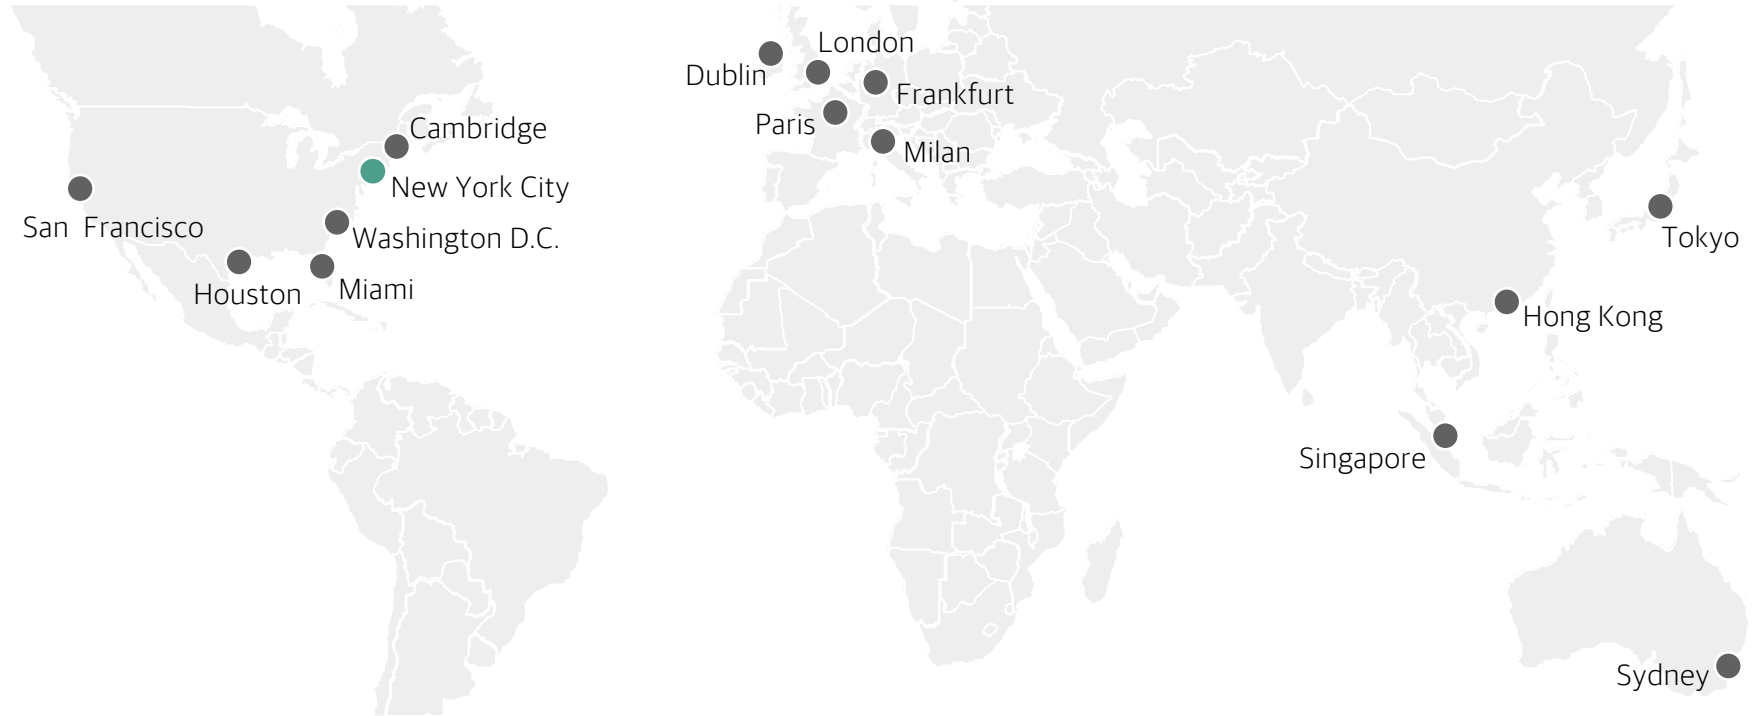 London
Dublin
Frankfurt
Paris
Cambridge
Milan
New York City
San Francisco
Washington D.C.
Tokyo
Houston
Miami
Hong Kong
Singapore
Sydney